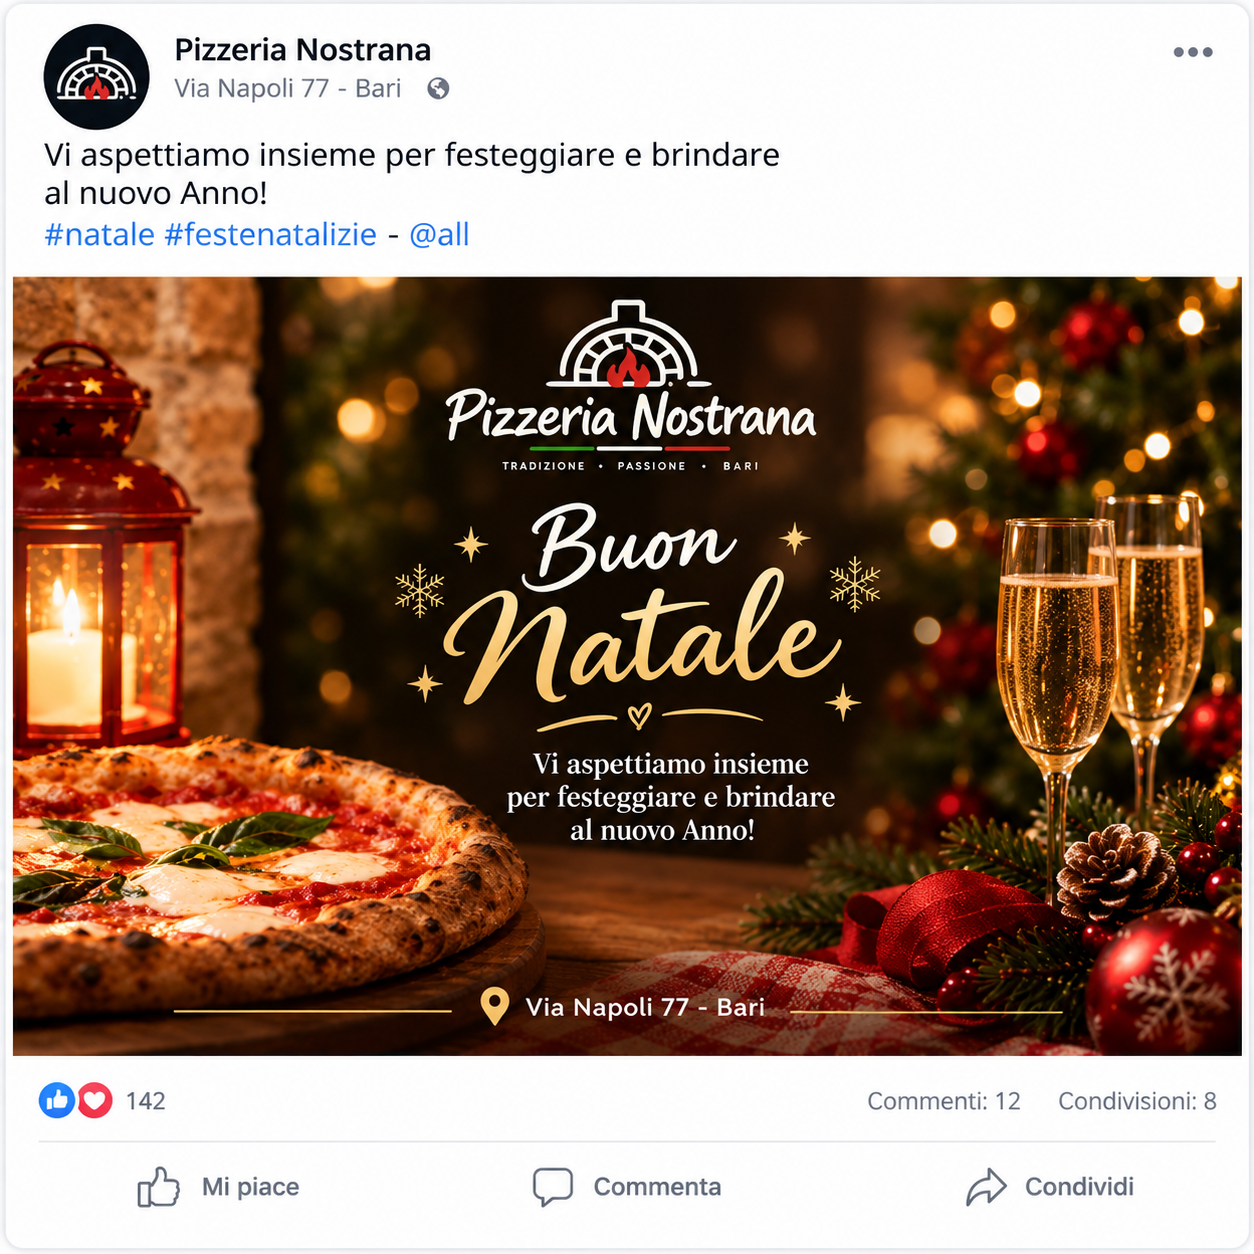 Pizzeria Nostrana
Via Napoli 77 - Bari
Vi aspettiamo insieme per festeggiare e brindare
al nuovo Anno!
#natale #festenatalizie - @all
Pizzeria Nostrana
TRADIZIONE • PASSIONE • BARI
Buon
Natale
Vi aspettiamo insieme
per festeggiare e brindare
al nuovo Anno!
Via Napoli 77 - Bari
142
Commenti: 12 Condivisioni: 8
Mi piace Commenta Condividi